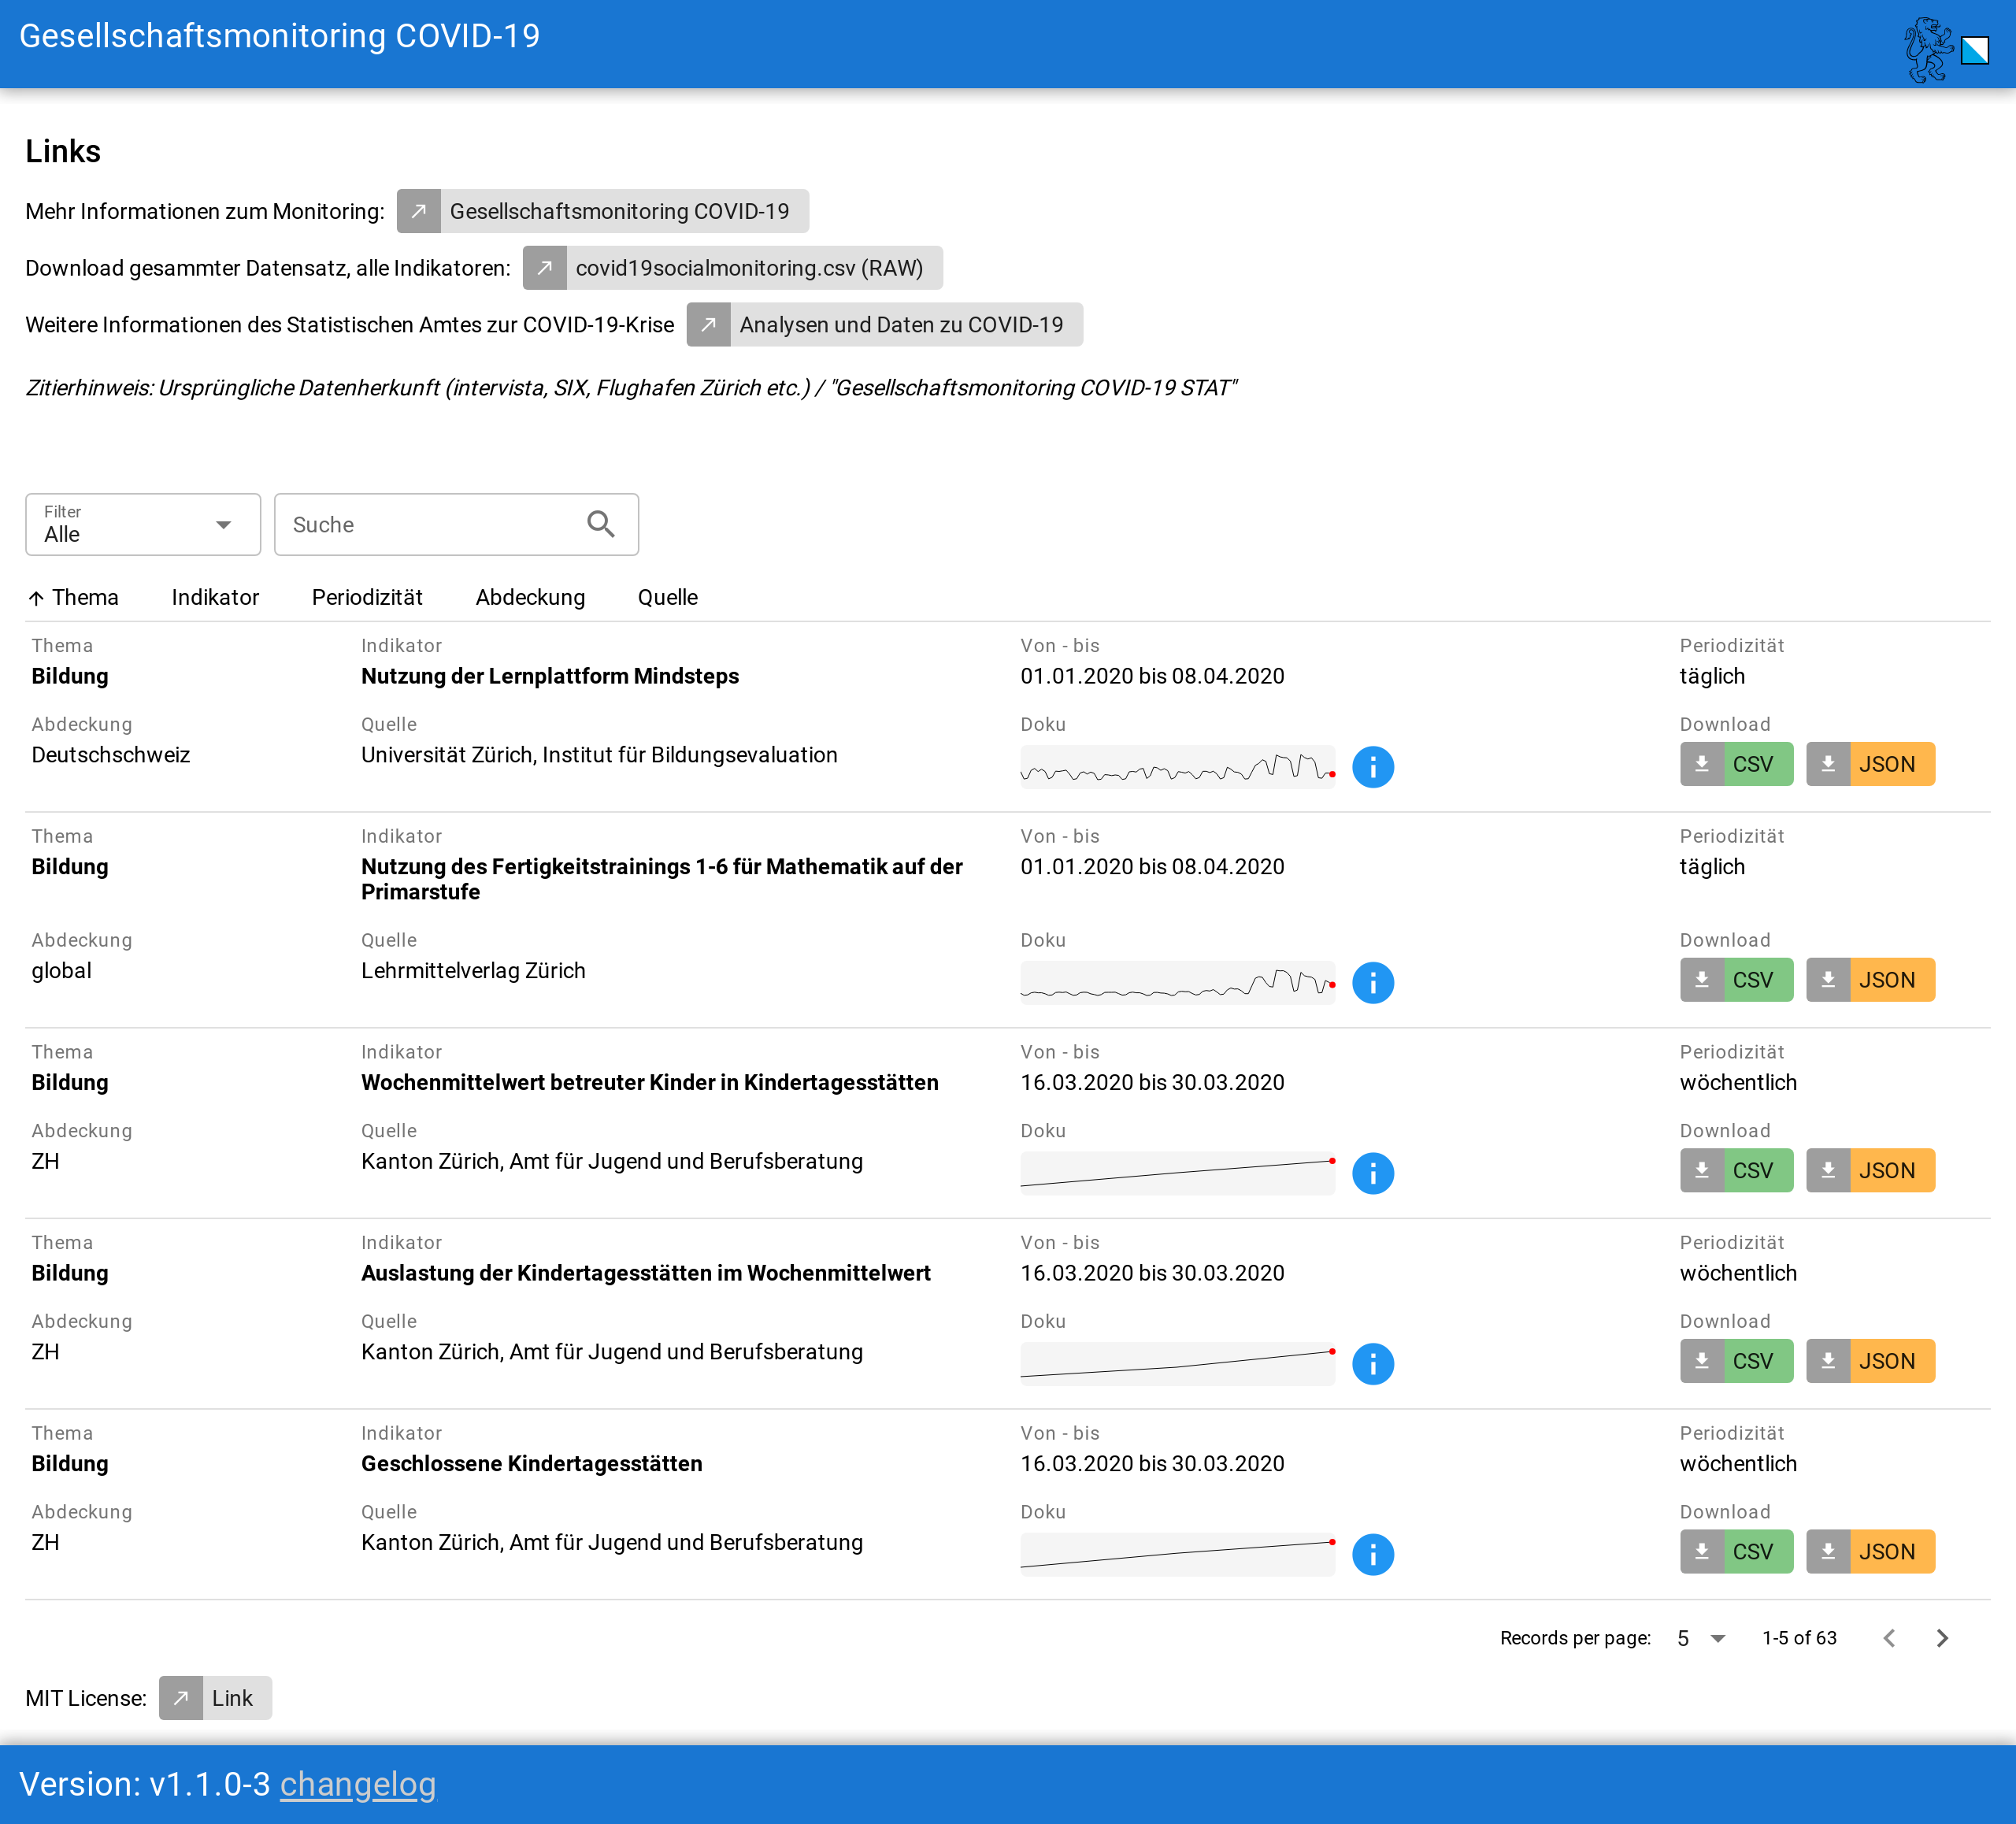 Gesellschaftsmonitoring COVID-19
Links
Mehr Informationen zum Monitoring: Gesellschaftsmonitoring COVID-19
Download gesammter Datensatz, alle Indikatoren: covid19socialmonitoring.csv (RAW)
Weitere Informationen des Statistischen Amtes zur COVID-19-Krise Analysen und Daten zu COVID-19
Zitierhinweis: Ursprüngliche Datenherkunft (intervista, SIX, Flughafen Zürich etc.) / "Gesellschaftsmonitoring COVID-19 STAT"
Filter
Alle
Suche
Thema Indikator Periodizität Abdeckung Quelle
Thema Indikator Von - bis Periodizität
Bildung Nutzung der Lernplattform Mindsteps 01.01.2020 bis 08.04.2020 täglich
Abdeckung Quelle Doku Download
Deutschschweiz Universität Zürich, Institut für Bildungsevaluation CSV JSON
Thema Indikator Von - bis Periodizität
Bildung Nutzung des Fertigkeitstrainings 1-6 für Mathematik auf der 01.01.2020 bis 08.04.2020 täglich
Primarstufe
Abdeckung Quelle Doku Download
global Lehrmittelverlag Zürich CSV JSON
Thema Indikator Von - bis Periodizität
Bildung Wochenmittelwert betreuter Kinder in Kindertagesstätten 16.03.2020 bis 30.03.2020 wöchentlich
Abdeckung Quelle Doku Download
ZH Kanton Zürich, Amt für Jugend und Berufsberatung CSV JSON
Thema Indikator Von - bis Periodizität
Bildung Auslastung der Kindertagesstätten im Wochenmittelwert 16.03.2020 bis 30.03.2020 wöchentlich
Abdeckung Quelle Doku Download
ZH Kanton Zürich, Amt für Jugend und Berufsberatung CSV JSON
Thema Indikator Von - bis Periodizität
Bildung Geschlossene Kindertagesstätten 16.03.2020 bis 30.03.2020 wöchentlich
Abdeckung Quelle Doku Download
ZH Kanton Zürich, Amt für Jugend und Berufsberatung CSV JSON
Records per page: 5 1-5 of 63
MIT License: Link
Version: v1.1.0-3 changelog